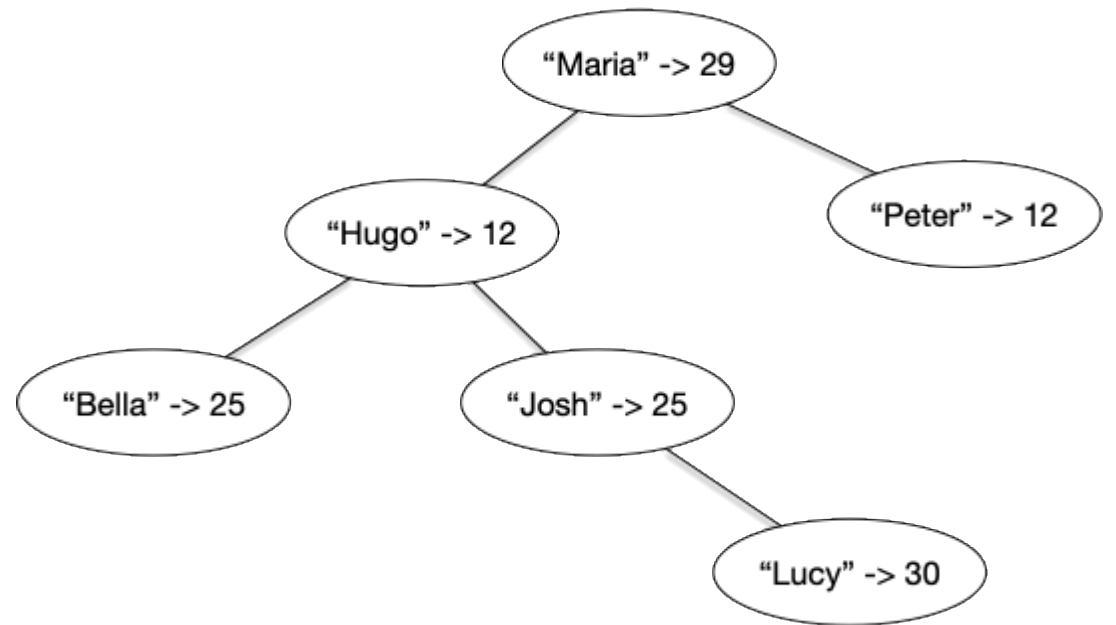 “Maria” -> 29
“Peter” -> 12
“Hugo” -> 12
“Bella” -> 25
“Josh” -> 25
“Lucy” -> 30